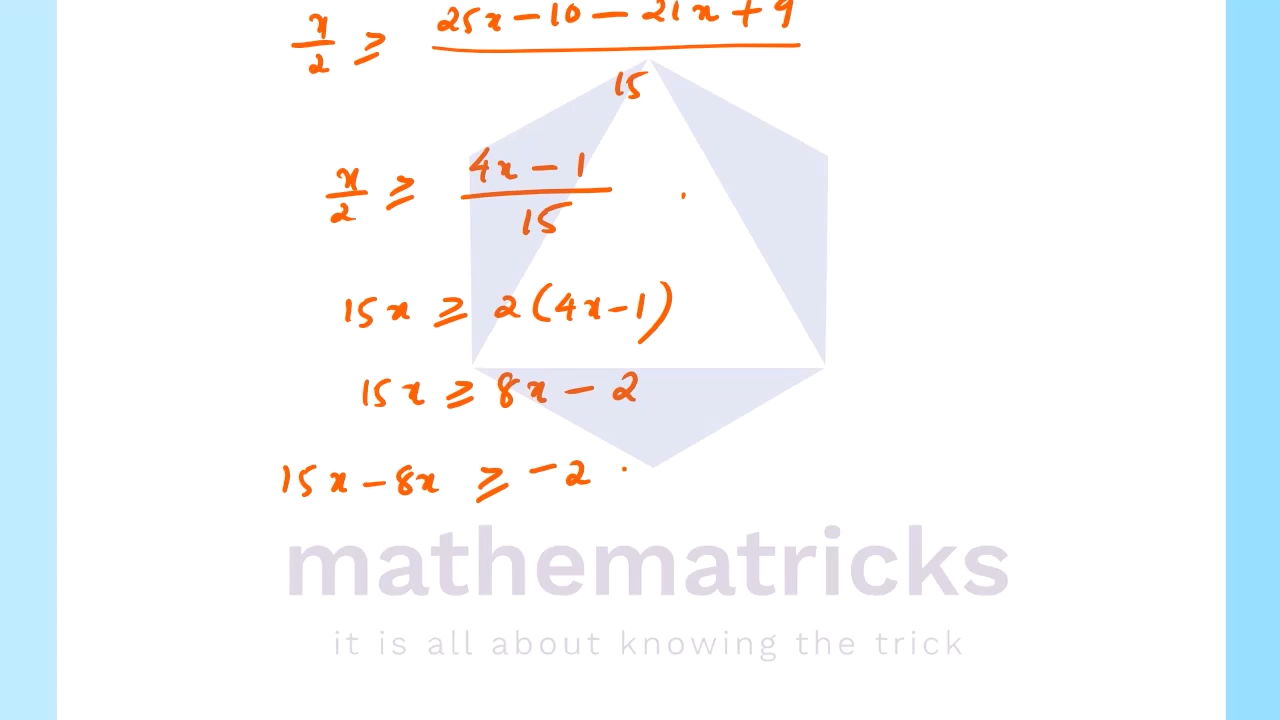 x/2 ≥ (25x − 10 − 21x + 9)/15
x/2 ≥ (4x − 1)/15 .
15x ≥ 2(4x − 1)
15x ≥ 8x − 2
15x − 8x ≥ −2 .
mathematricks
it is all about knowing the trick